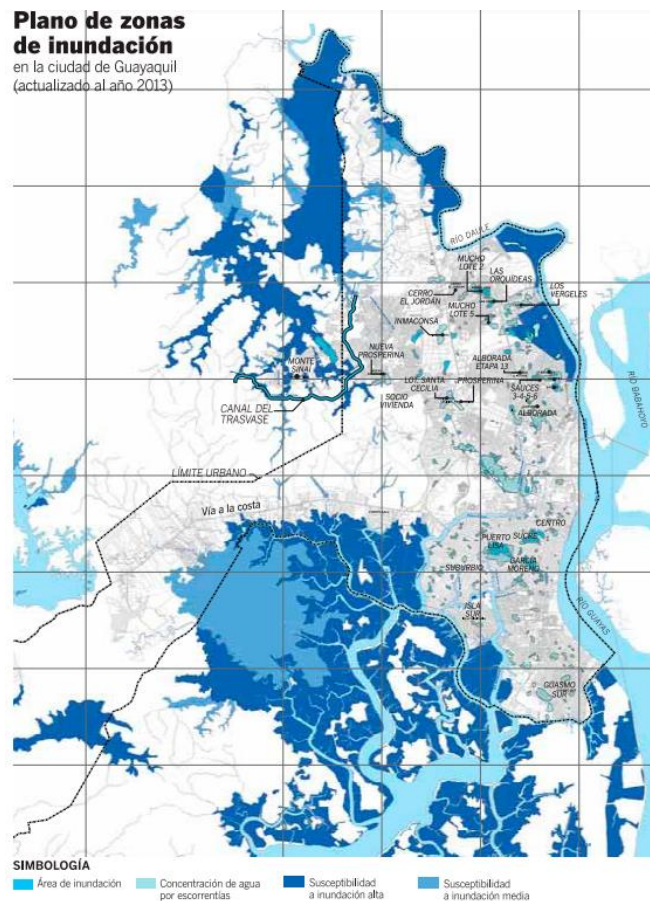 Plano de zonas
de inundación
en la ciudad de Guayaquil
(actualizado al año 2013)
RÍO DAULE
MUCHO
LOTE 2
LAS
ORQUÍDEAS
LOS
VERGELES
CERRO
EL JORDÁN
MUCHO
LOTE 5
INMACONSA
NUEVA
PROSPERINA
MONTE
SINAÍ
ALBORADA
ETAPA 13
LOT. SANTA
CECILIA
PROSPERINA
SAUCES
3-4-5-6
SOCIO
VIVIENDA
ALBORADA
CANAL DEL
TRASVASE
RÍO BABAHOYO
LÍMITE URBANO
Vía a la costa
CENTRO
PUERTO
LISA
SUCRE
GARCÍA
MORENO
SUBURBIO
ISLA
SUR
RÍO GUAYAS
GUASMO
SUR
SIMBOLOGÍA
Área de inundación
Concentración de agua
por escorrentías
Susceptibilidad
a inundación alta
Susceptibilidad
a inundación media